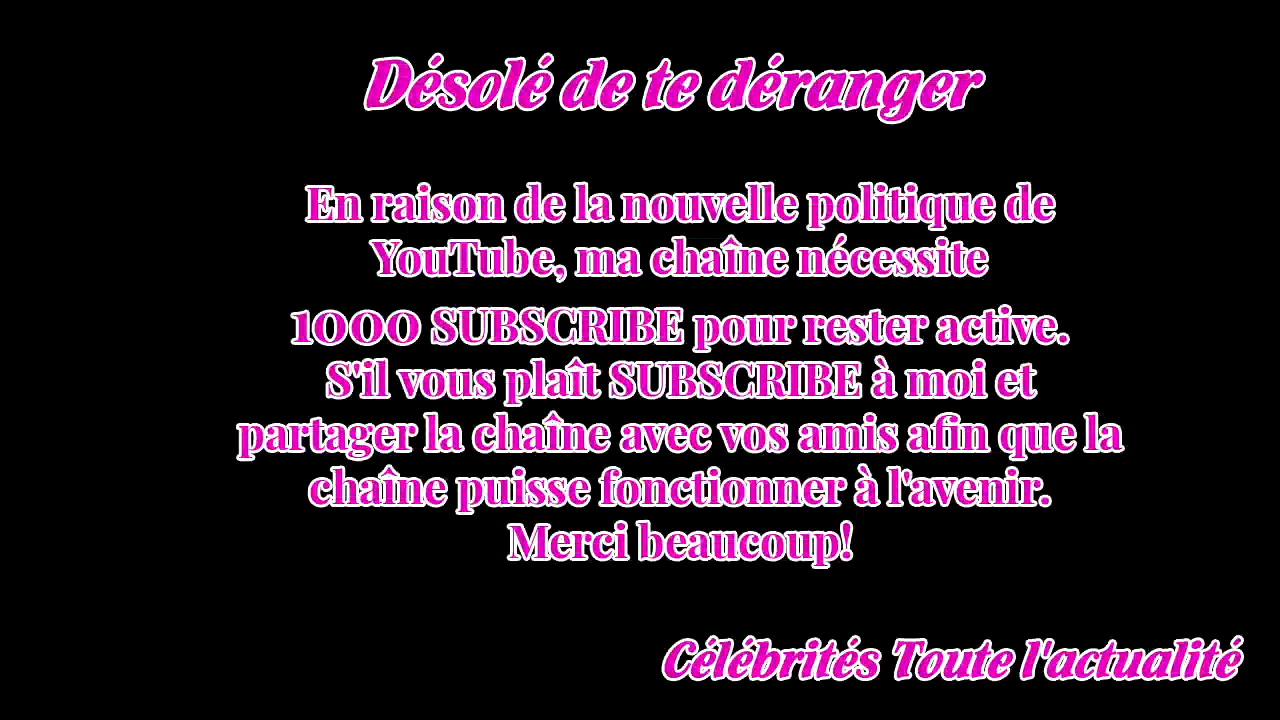 Désolé de te déranger
En raison de la nouvelle politique de
YouTube, ma chaîne nécessite
1000 SUBSCRIBE pour rester active.
S'il vous plaît SUBSCRIBE à moi et
partager la chaîne avec vos amis afin que la
chaîne puisse fonctionner à l'avenir.
Merci beaucoup!
Célébrités Toute l'actualité